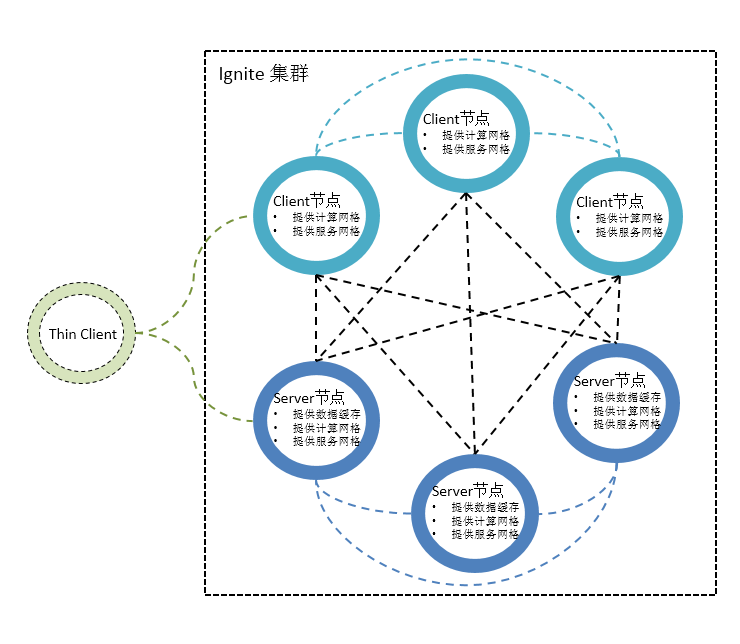 Ignite 集群
Client节点
• 提供计算网格
• 提供服务网格
Client节点
• 提供计算网格
• 提供服务网格
Client节点
• 提供计算网格
• 提供服务网格
Thin Client
Server节点
• 提供数据缓存
• 提供计算网格
• 提供服务网格
Server节点
• 提供数据缓存
• 提供计算网格
• 提供服务网格
Server节点
• 提供数据缓存
• 提供计算网格
• 提供服务网格